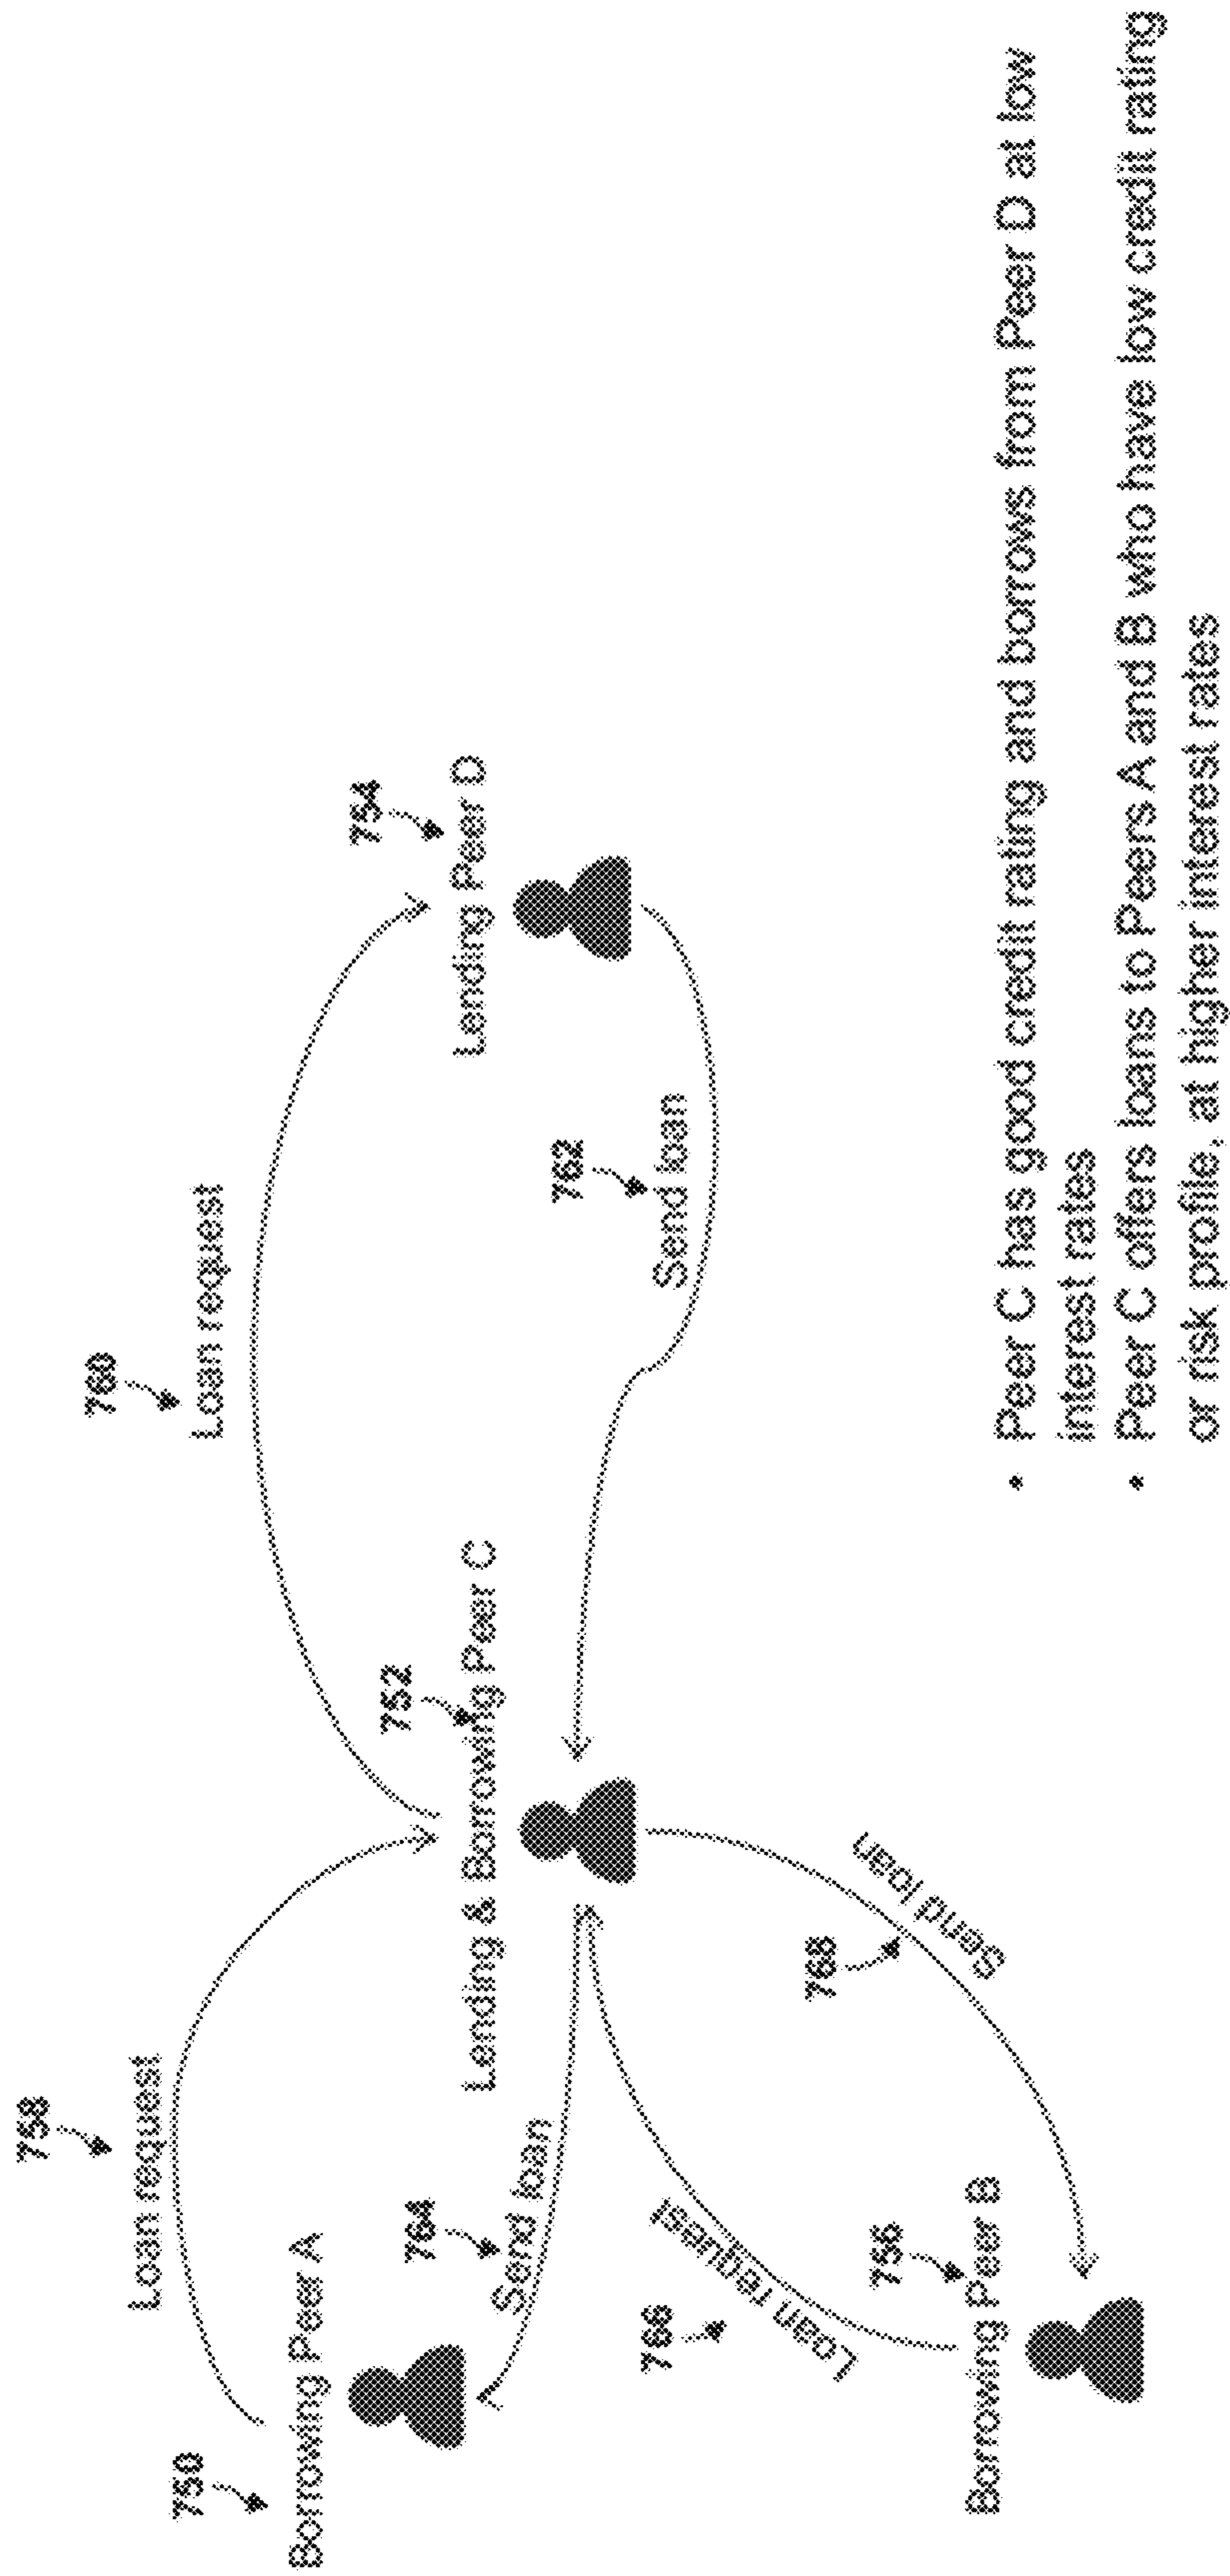 758
Loan request
760
Loan request
750
Borrowing Peer A
752
Lending & Borrowing Peer C
754
Lending Peer D
764
Send loan
762
Send loan
766
Loan request
768
Send loan
756
Borrowing Peer B
• Peer C has good credit rating and borrows from Peer D at low
interest rates
• Peer C offers loans to Peers A and B who have low credit rating
or risk profile, at higher interest rates